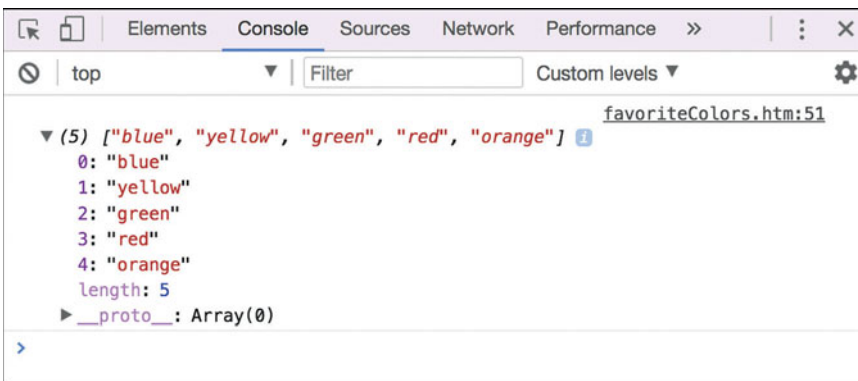 Elements Console Sources Network Performance »
top ▼ Filter Custom levels ▼
favoriteColors.htm:51
▼ (5) ["blue", "yellow", "green", "red", "orange"] i
0: "blue"
1: "yellow"
2: "green"
3: "red"
4: "orange"
length: 5
▶ __proto__: Array(0)
>